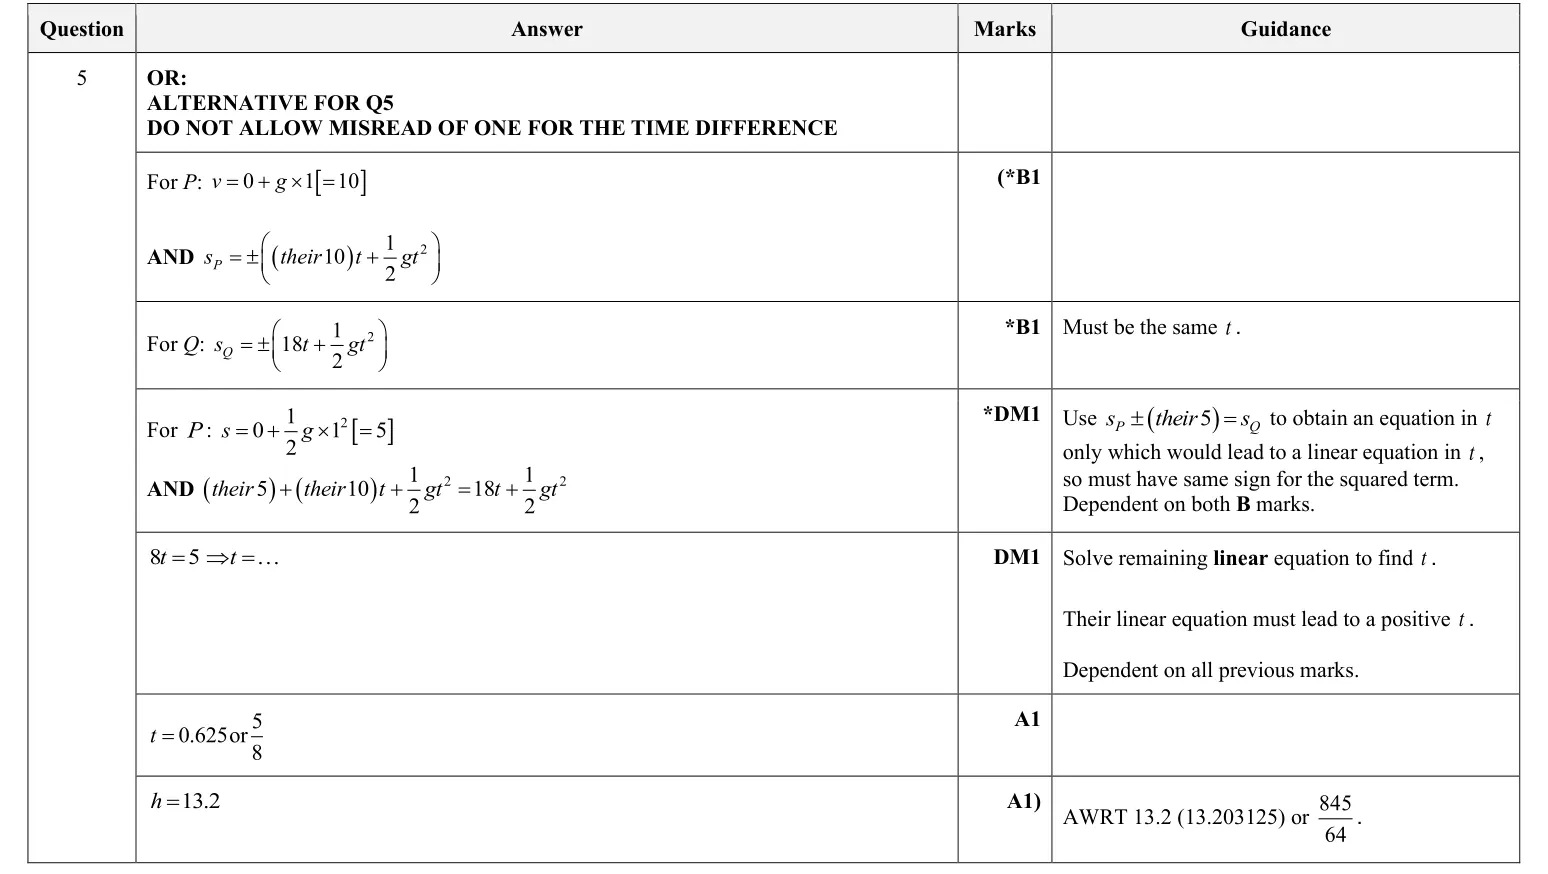 Question Answer Marks Guidance
5 OR:
ALTERNATIVE FOR Q5
DO NOT ALLOW MISREAD OF ONE FOR THE TIME DIFFERENCE
For P: v = 0 + g × 1[= 10] (*B1
AND s_P = ±((their 10)t + 1/2 gt²)
For Q: s_Q = ±(18t + 1/2 gt²) *B1 Must be the same t .
For P : s = 0 + 1/2 g × 1² [= 5] *DM1 Use s_P ± (their 5) = s_Q to obtain an equation in t
only which would lead to a linear equation in t ,
AND (their 5) + (their 10)t + 1/2 gt² = 18t + 1/2 gt² so must have same sign for the squared term.
Dependent on both B marks.
8t = 5 ⇒ t = … DM1 Solve remaining linear equation to find t .
Their linear equation must lead to a positive t .
Dependent on all previous marks.
t = 0.625 or 5/8 A1
h = 13.2 A1) AWRT 13.2 (13.203125) or 845/64 .